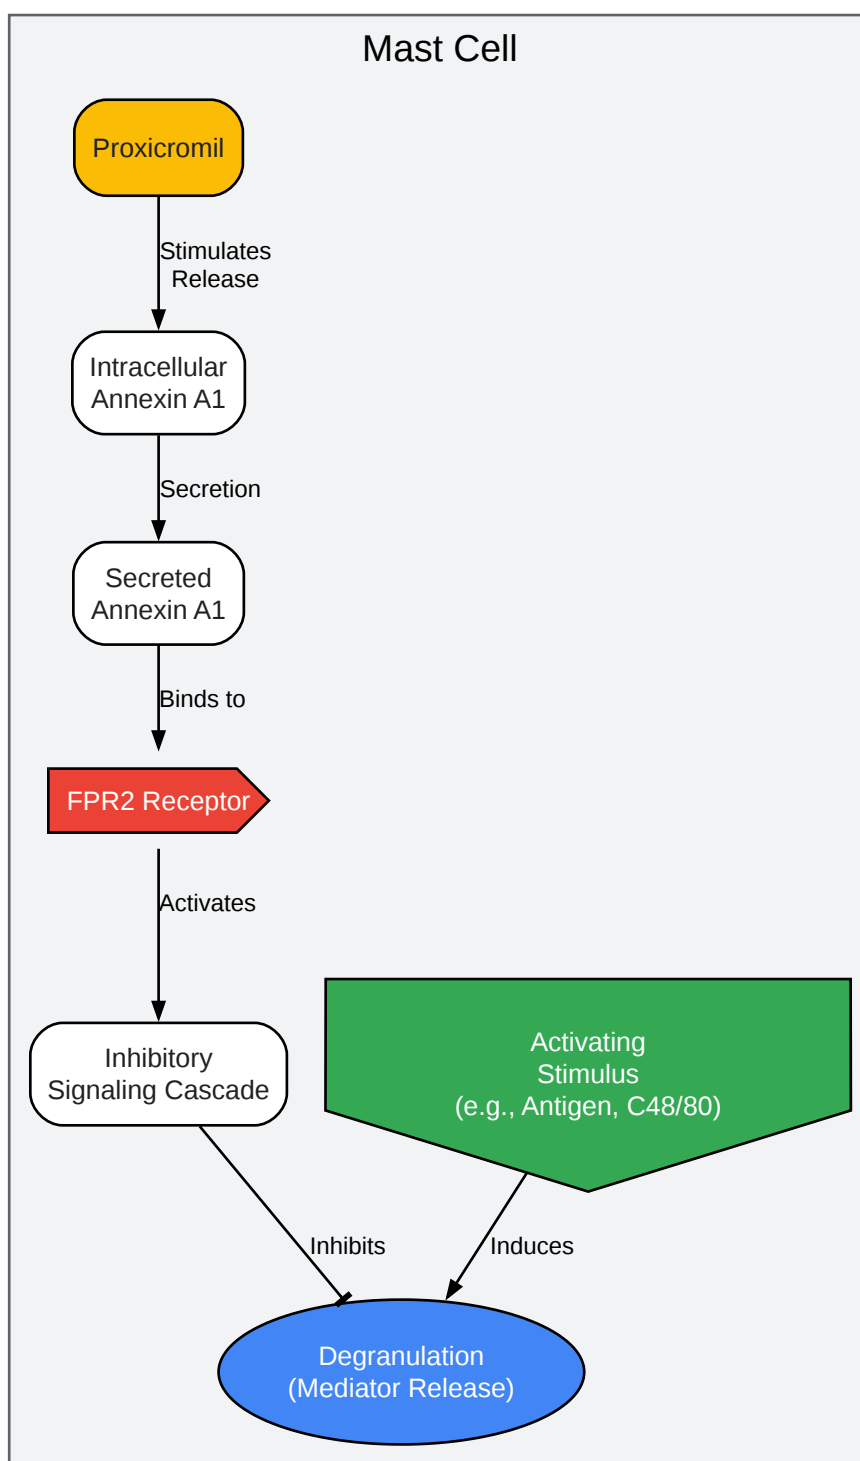 Mast Cell
Proxicromil
Stimulates
Release
Intracellular
Annexin A1
Secretion
Secreted
Annexin A1
Binds to
FPR2 Receptor
Activates
Inhibitory
Signaling Cascade
Activating
Stimulus
(e.g., Antigen, C48/80)
Inhibits
Induces
Degranulation
(Mediator Release)